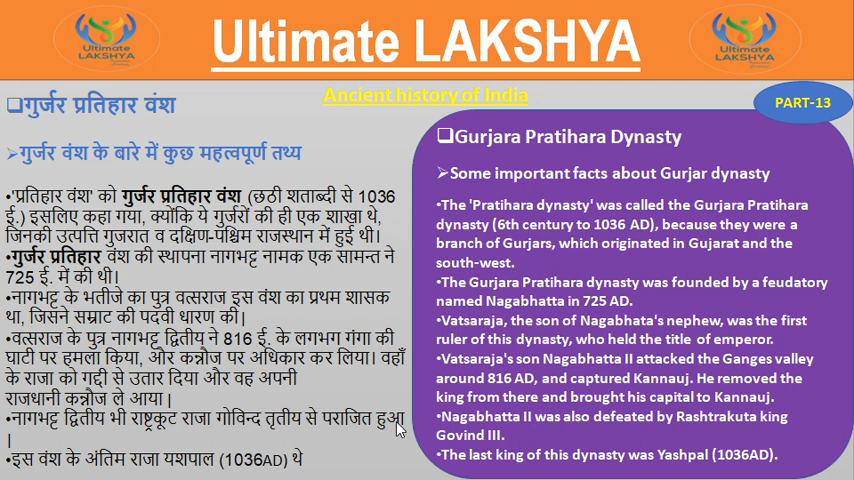 Ultimate LAKSHYA
Ultimate
LAKSHYA
Ultimate
LAKSHYA
Ancient history of India
PART-13
❑गुर्जर प्रतिहार वंश
➢गुर्जर वंश के बारे में कुछ महत्वपूर्ण तथ्य
•'प्रतिहार वंश' को गुर्जर प्रतिहार वंश (छठी शताब्दी से 1036
ई.) इसलिए कहा गया, क्योंकि ये गुर्जरों की ही एक शाखा थे,
जिनकी उत्पत्ति गुजरात व दक्षिण-पश्चिम राजस्थान में हुई थी।
•गुर्जर प्रतिहार वंश की स्थापना नागभट्ट नामक एक सामन्त ने
725 ई. में की थी।
•नागभट्ट के भतीजे का पुत्र वत्सराज इस वंश का प्रथम शासक
था, जिसने सम्राट की पदवी धारण की|
•वत्सराज के पुत्र नागभट्ट द्वितीय ने 816 ई. के लगभग गंगा की
घाटी पर हमला किया, और कन्नौज पर अधिकार कर लिया। वहाँ
के राजा को गद्दी से उतार दिया और वह अपनी
राजधानी कन्नौज ले आया|
•नागभट्ट द्वितीय भी राष्ट्रकूट राजा गोविन्द तृतीय से पराजित हुआ
|
•इस वंश के अंतिम राजा यशपाल (1036AD) थे
❑Gurjara Pratihara Dynasty
➢Some important facts about Gurjar dynasty
•The 'Pratihara dynasty' was called the Gurjara Pratihara
dynasty (6th century to 1036 AD), because they were a
branch of Gurjars, which originated in Gujarat and the
south-west.
•The Gurjara Pratihara dynasty was founded by a feudatory
named Nagabhatta in 725 AD.
•Vatsaraja, the son of Nagabhata's nephew, was the first
ruler of this dynasty, who held the title of emperor.
•Vatsaraja's son Nagabhatta II attacked the Ganges valley
around 816 AD, and captured Kannauj. He removed the
king from there and brought his capital to Kannauj.
•Nagabhatta II was also defeated by Rashtrakuta king
Govind III.
•The last king of this dynasty was Yashpal (1036AD).